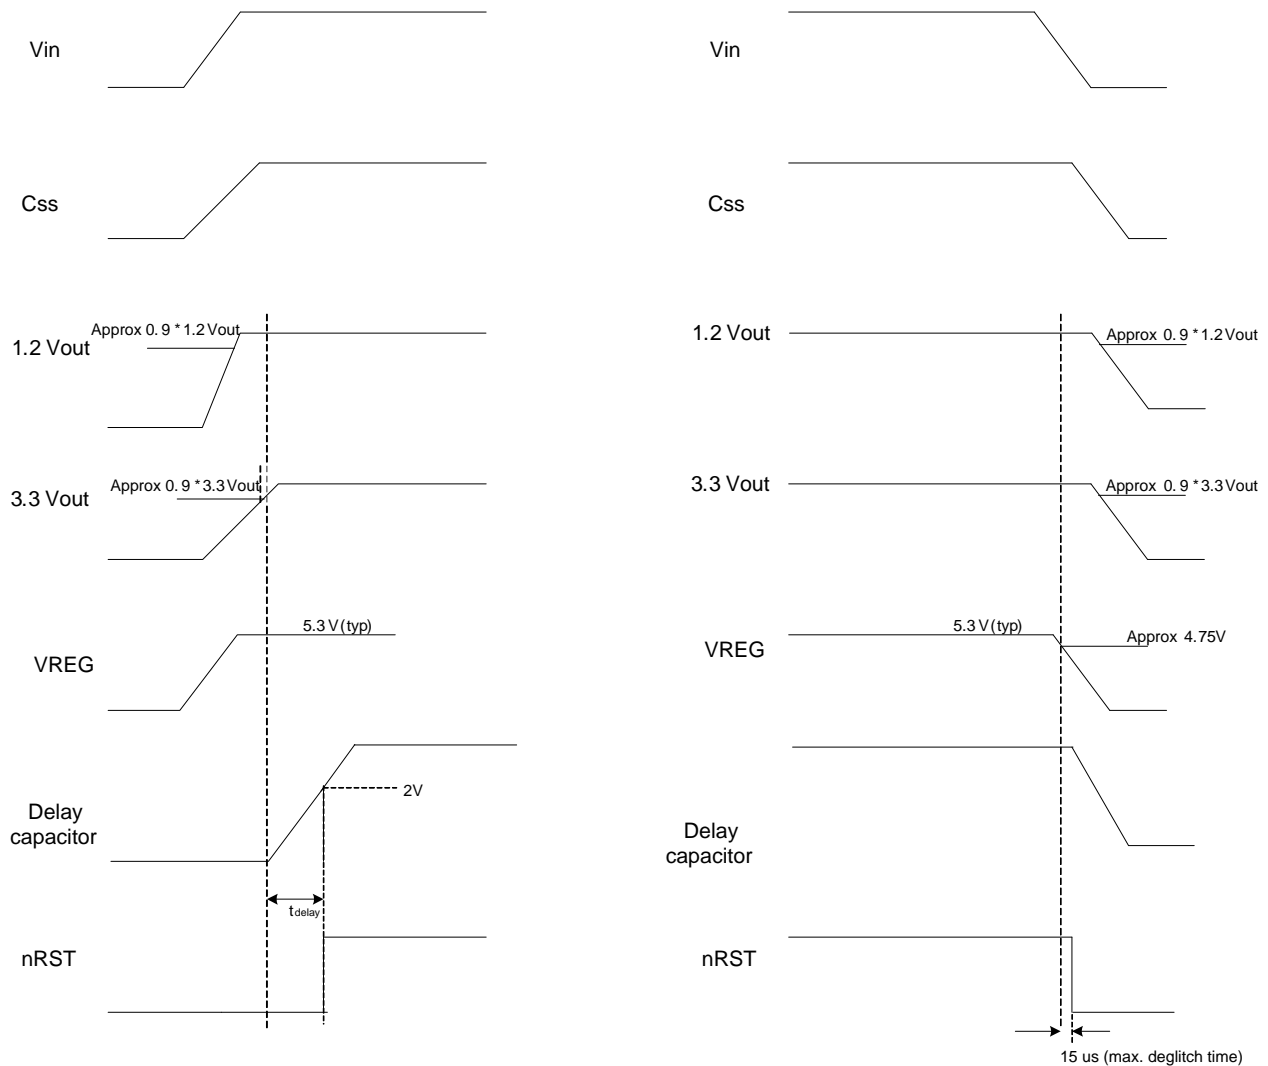 Vin
Vin
Css
Css
Approx 0. 9 * 1.2 Vout
1.2 Vout
1.2 Vout
Approx 0. 9 * 1.2 Vout
Approx 0. 9 * 3.3 Vout
3.3 Vout
3.3 Vout
Approx 0. 9 * 3.3 Vout
5.3 V (typ)
VREG
5.3 V (typ)
VREG
Approx 4.75V
2V
Delay
capacitor
Delay
capacitor
tdelay
nRST
nRST
15 us (max. deglitch time)